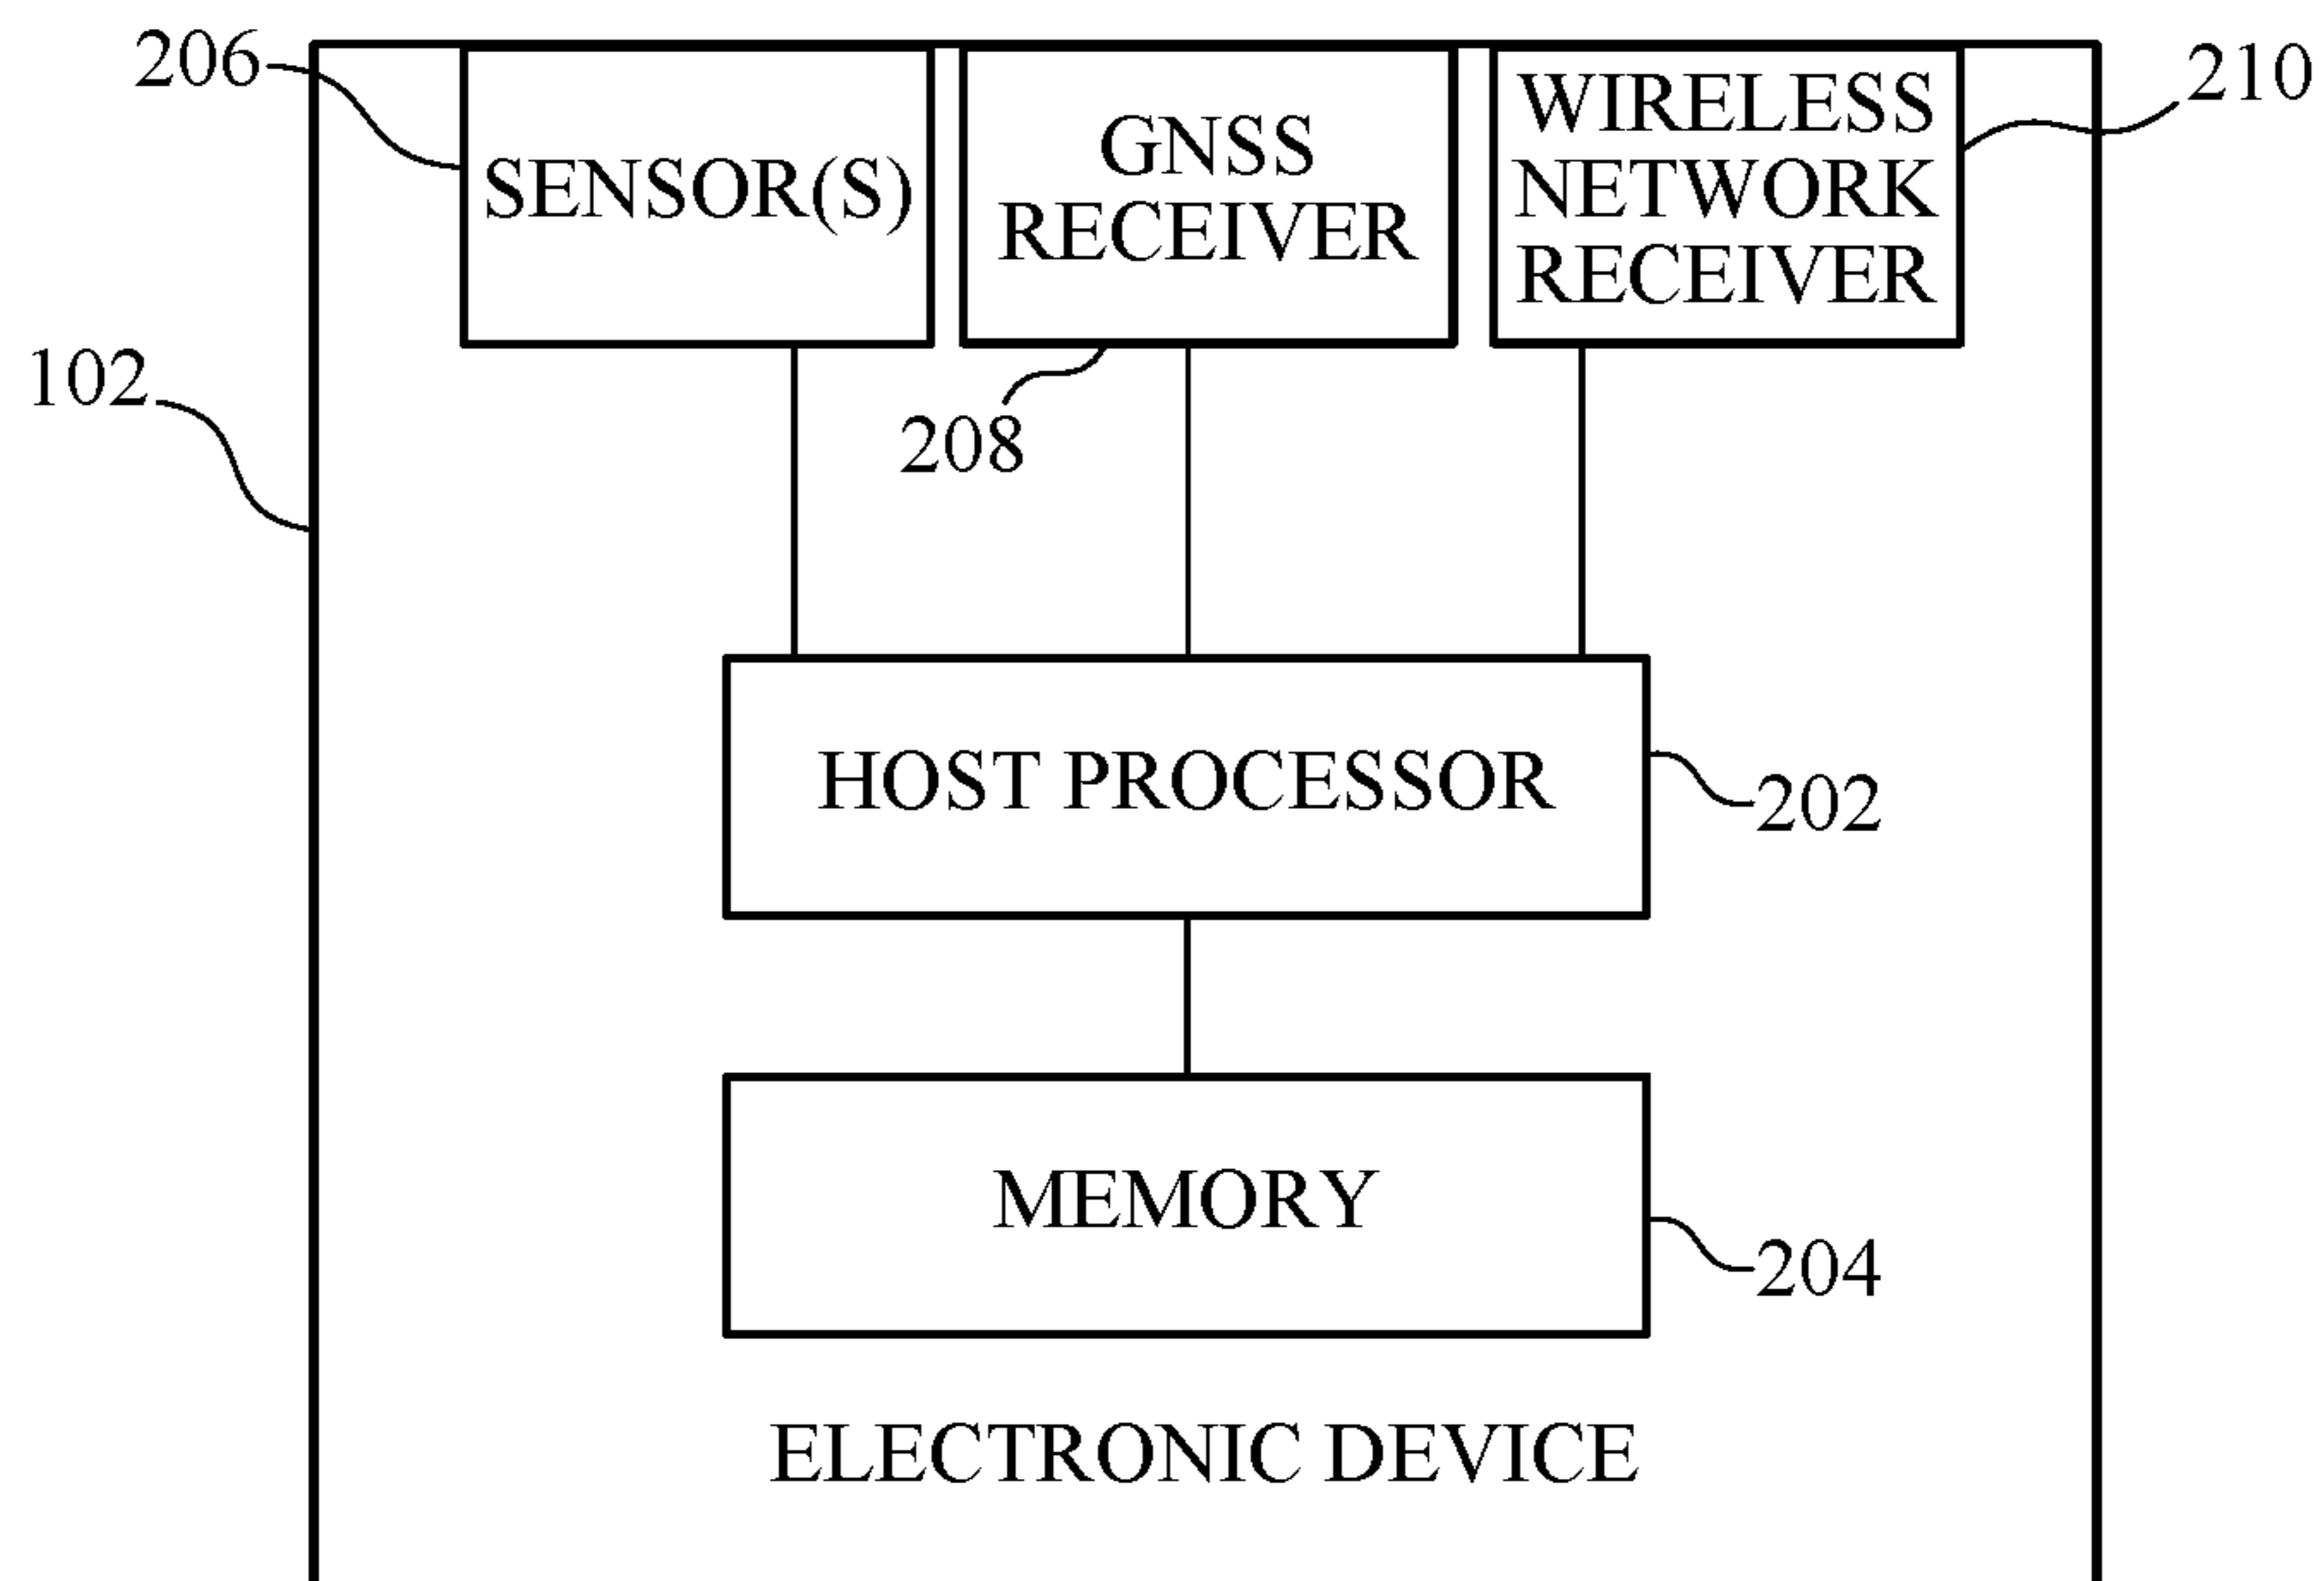 206
210
SENSOR(S)
GNSS
RECEIVER
WIRELESS
NETWORK
RECEIVER
102
208
HOST PROCESSOR
202
MEMORY
204
ELECTRONIC DEVICE